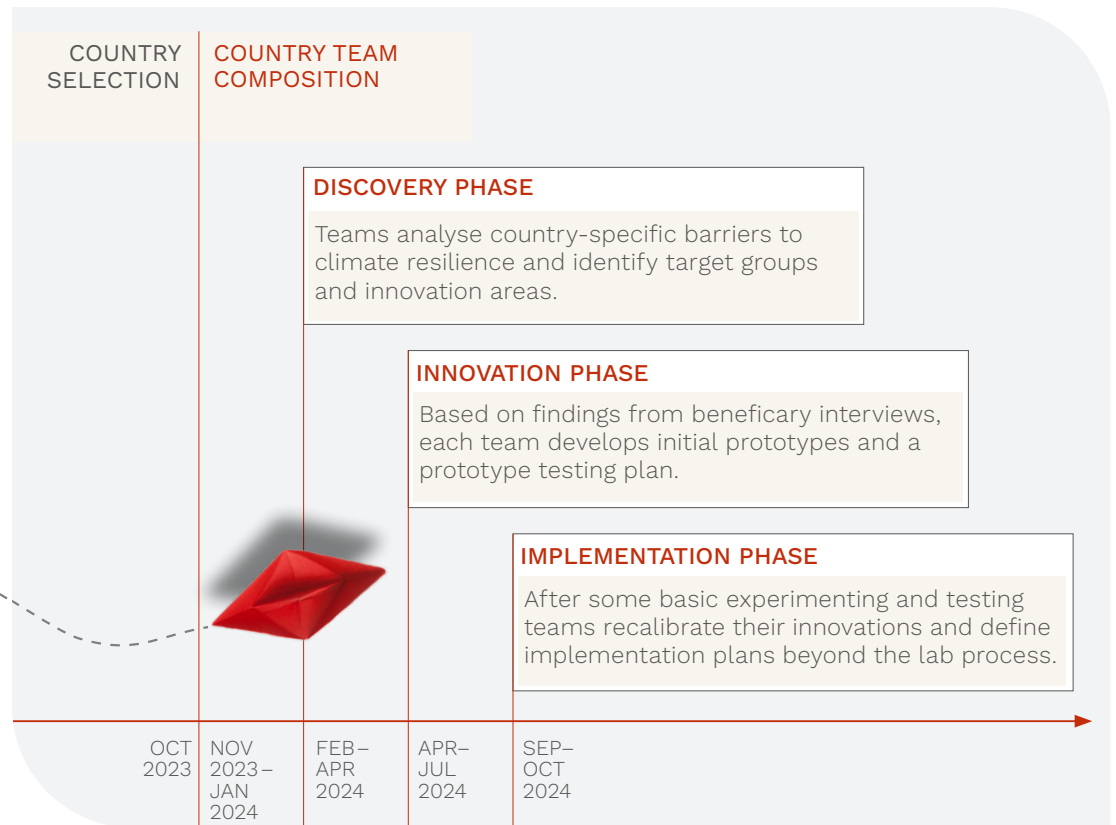 COUNTRY
SELECTION
COUNTRY TEAM
COMPOSITION
DISCOVERY PHASE
Teams analyse country-specific barriers to
climate resilience and identify target groups
and innovation areas.
INNOVATION PHASE
Based on findings from beneficary interviews,
each team develops initial prototypes and a
prototype testing plan.
IMPLEMENTATION PHASE
After some basic experimenting and testing
teams recalibrate their innovations and define
implementation plans beyond the lab process.
OCT
2023
NOV
2023–
JAN
2024
FEB–
APR
2024
APR–
JUL
2024
SEP–
OCT
2024